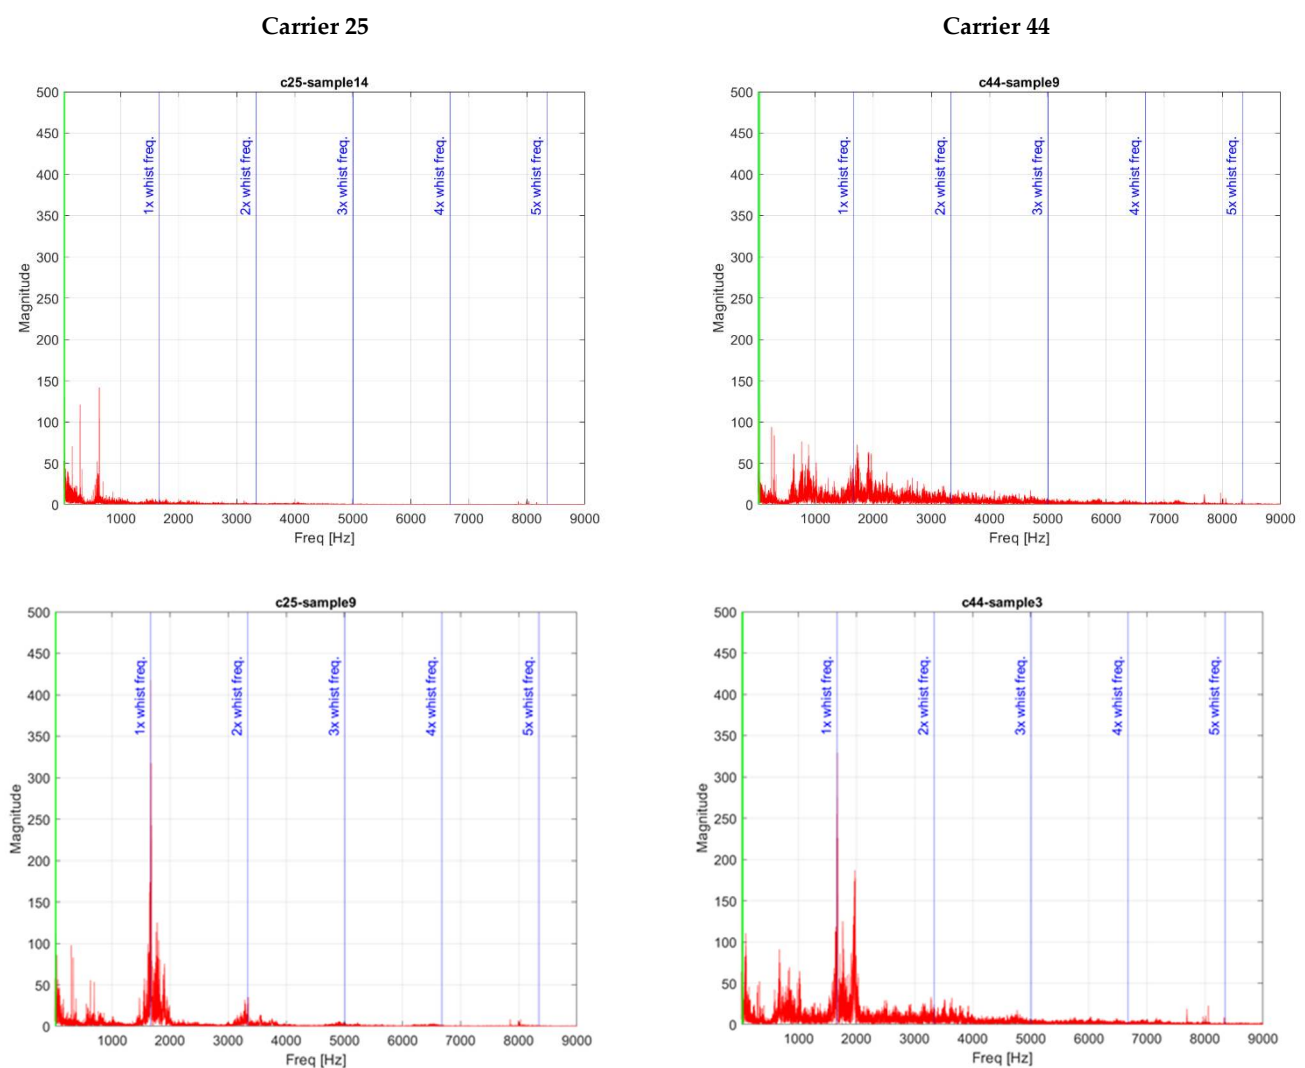 Carrier 25
Carrier 44
c25-sample14
500
450
400
350
300
250
200
150
100
50
0
Magnitude
1x whist freq.
2x whist freq.
3x whist freq.
4x whist freq.
5x whist freq.
1000 2000 3000 4000 5000 6000 7000 8000 9000
Freq [Hz]
c44-sample9
500
450
400
350
300
250
200
150
100
50
0
Magnitude
1x whist freq.
2x whist freq.
3x whist freq.
4x whist freq.
5x whist freq.
1000 2000 3000 4000 5000 6000 7000 8000 9000
Freq [Hz]
c25-sample9
500
450
400
350
300
250
200
150
100
50
0
Magnitude
1x whist freq.
2x whist freq.
3x whist freq.
4x whist freq.
5x whist freq.
1000 2000 3000 4000 5000 6000 7000 8000 9000
Freq [Hz]
c44-sample3
500
450
400
350
300
250
200
150
100
50
0
Magnitude
1x whist freq.
2x whist freq.
3x whist freq.
4x whist freq.
5x whist freq.
1000 2000 3000 4000 5000 6000 7000 8000 9000
Freq [Hz]